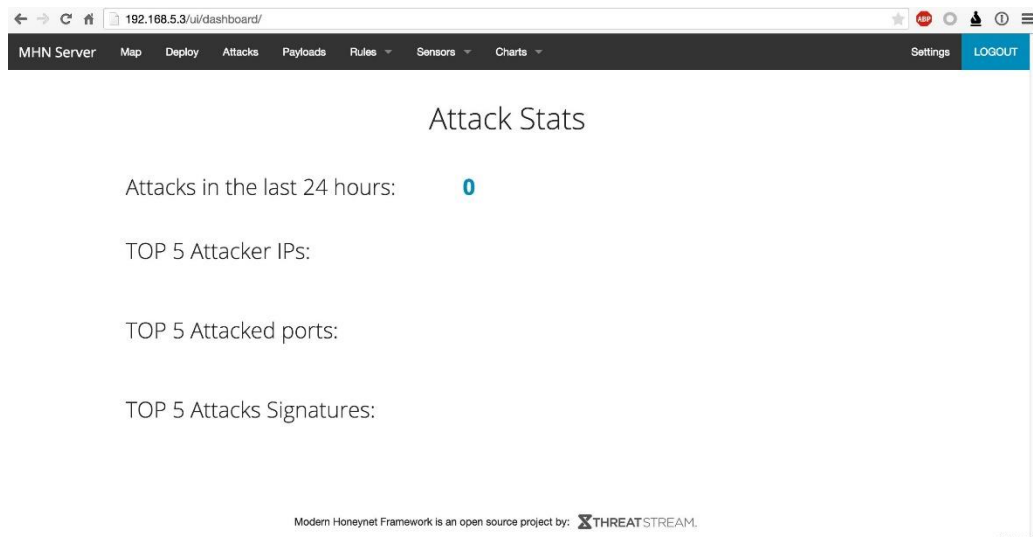 192.168.5.3/ui/dashboard/
ABP
MHN Server Map Deploy Attacks Payloads Rules Sensors Charts Settings LOGOUT
Attack Stats
Attacks in the last 24 hours: 0
TOP 5 Attacker IPs:
TOP 5 Attacked ports:
TOP 5 Attacks Signatures:
Modern Honeynet Framework is an open source project by: THREATSTREAM.